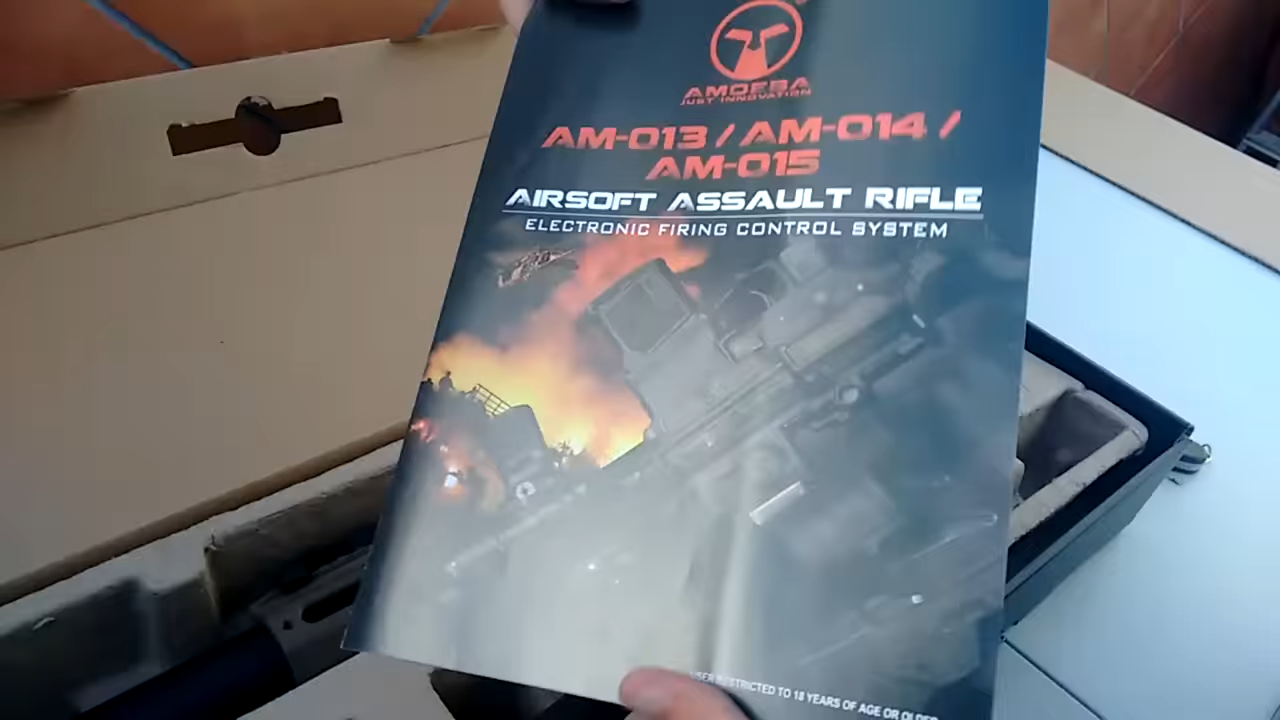 AMOEBA
JUST INNOVATION
AM-013 / AM-014 /
AM-015
AIRSOFT ASSAULT RIFLE
ELECTRONIC FIRING CONTROL SYSTEM
RESTRICTED TO 18 YEARS OF AGE OR OLDER